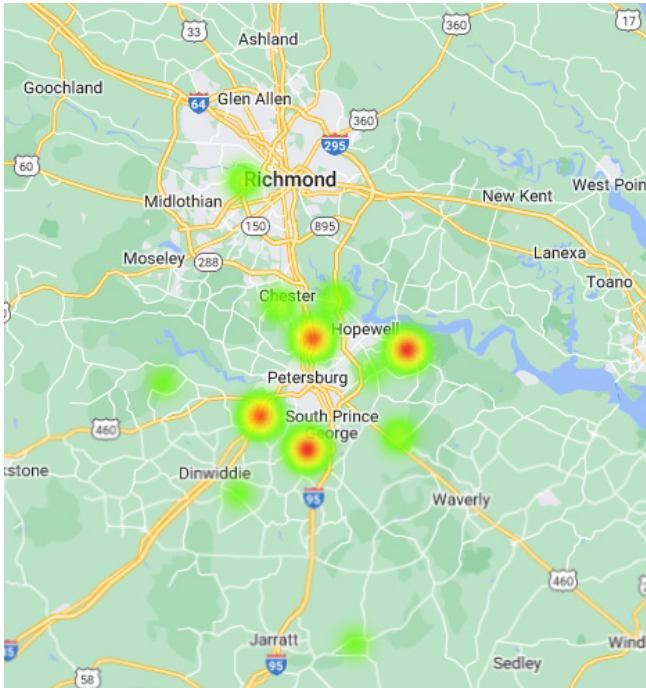 360
17
33
Ashland
Goochland
64
Glen Allen
360
295
60
Richmond
West Poin
New Kent
Midlothian
150
895
Lanexa
Moseley
288
Toano
Chester
Hopewell
Petersburg
South Prince
George
460
kstone
Dinwiddie
95
Waverly
460
Jarratt
Wind
95
Sedley
58